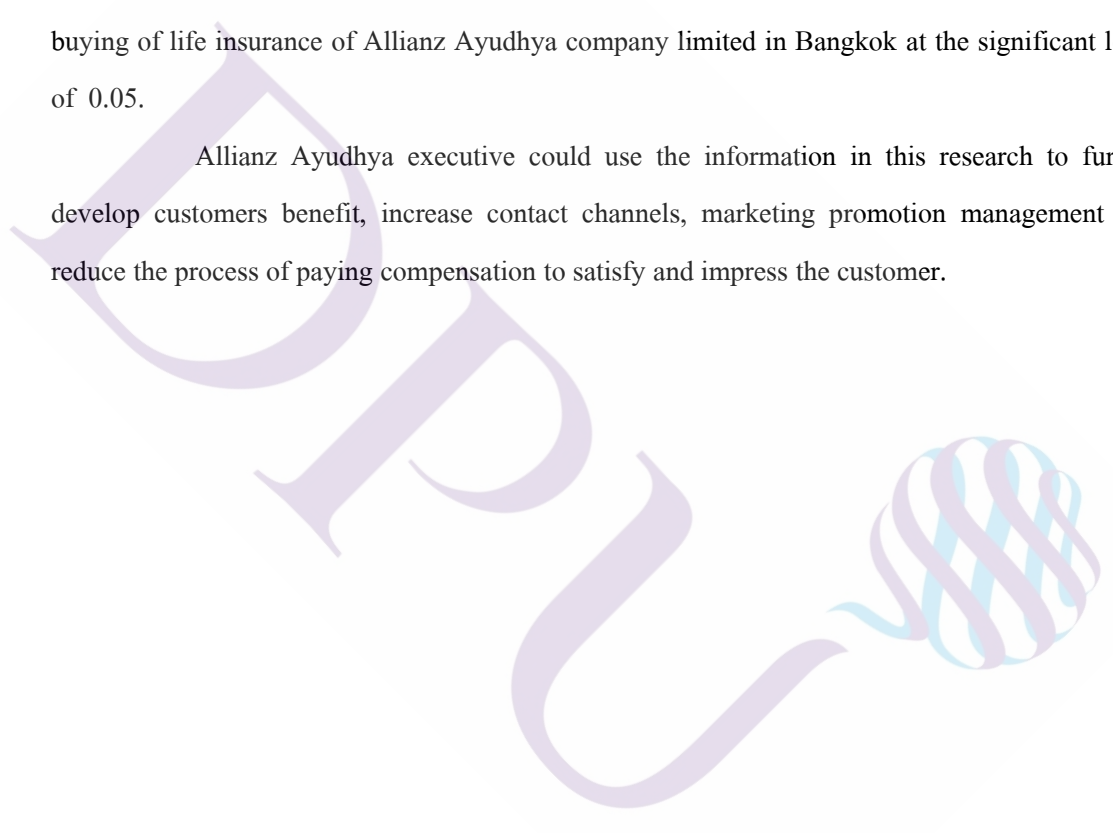 buying of life insurance of Allianz Ayudhya company limited in Bangkok at the significant
of 0.05.
Allianz Ayudhya executive could use the information in this research to
develop customers benefit, increase contact channels, marketing promotion management
reduce the process of paying compensation to satisfy and impress the customer.
DPU